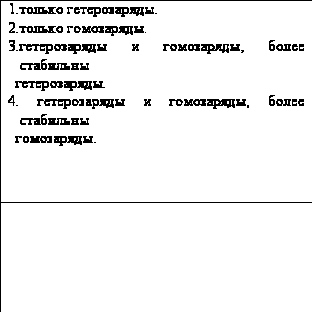 1.только гетерозаряды.
2.только гомозаряды.
3.гетерозаряды и гомозаряды, более
стабильны
гетерозаряды.
4. гетерозаряды и гомозаряды, более
стабильны
гомозаряды.